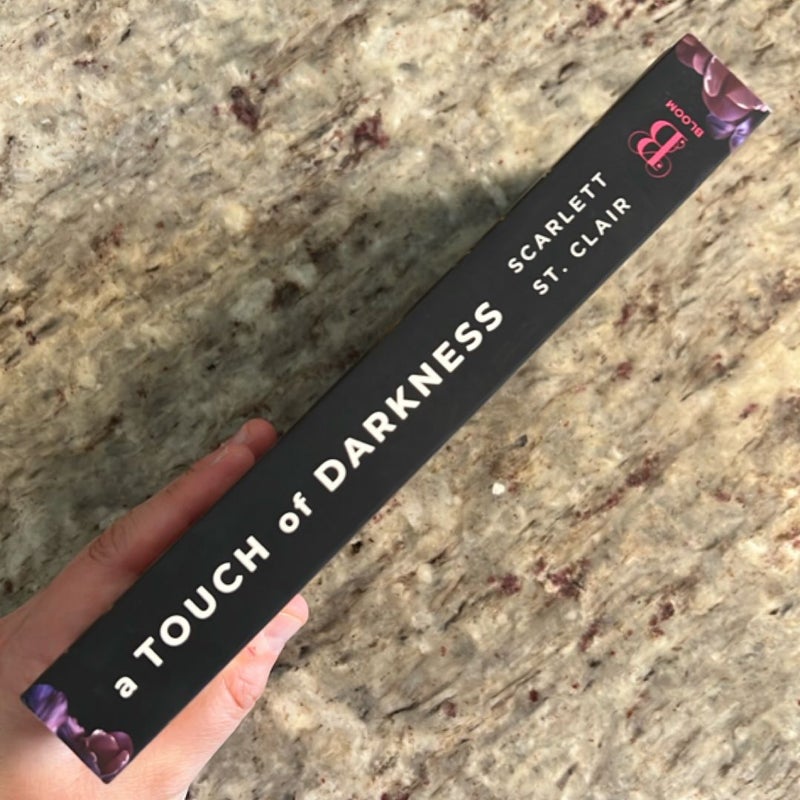 a TOUCH of DARKNESS
SCARLETT
ST. CLAIR
B
BLOOM